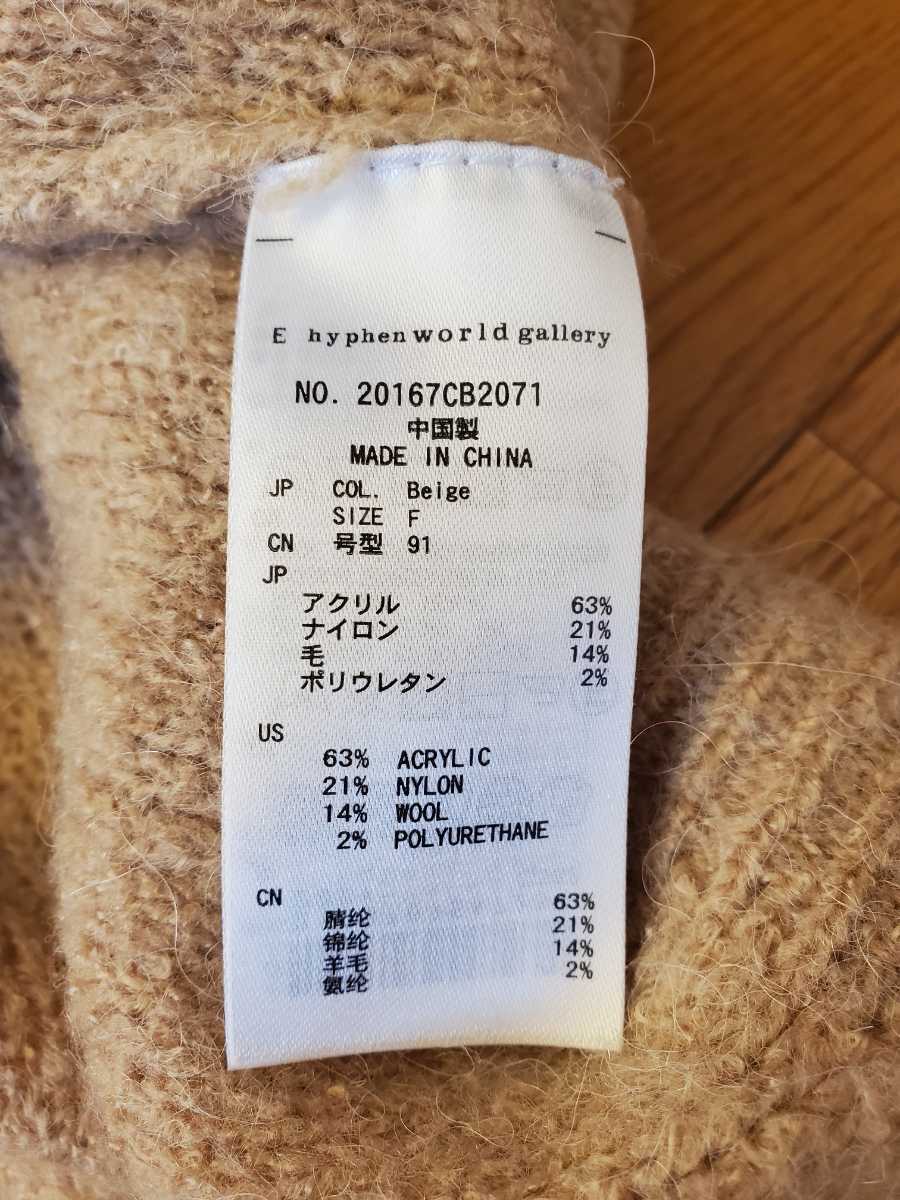 E hyphen world gallery
NO. 20167CB2071
中国製
MADE IN CHINA
JP COL. Beige
SIZE F
CN 号型 91
JP
アクリル 63%
ナイロン 21%
毛 14%
ポリウレタン 2%
US
63% ACRYLIC
21% NYLON
14% WOOL
2% POLYURETHANE
CN
腈纶 63%
锦纶 21%
羊毛 14%
氨纶 2%